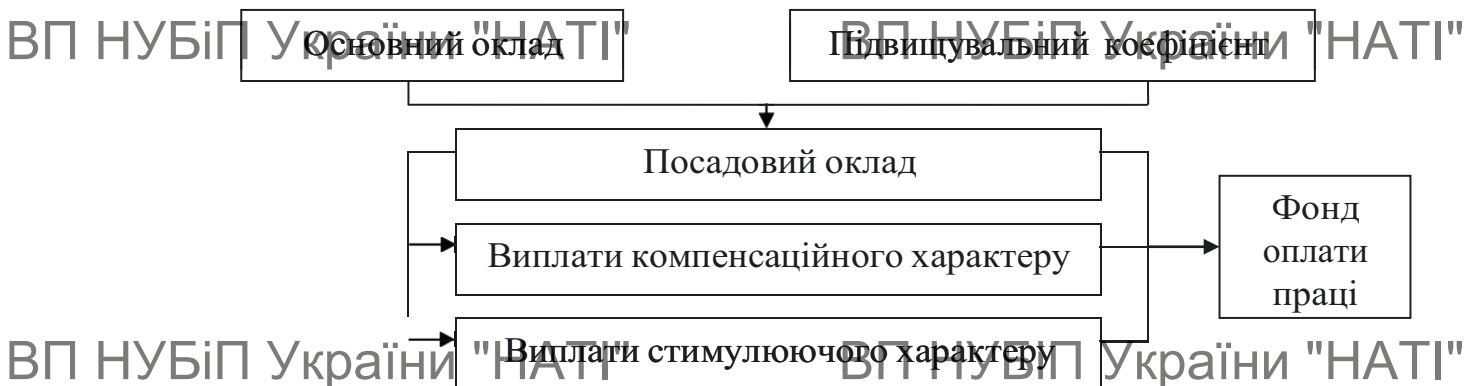 ВП НУБіП України "НАТІ"
ВП НУБіП України "НАТІ"
Основний оклад
Підвищувальний коефіцієнт
Посадовий оклад
Виплати компенсаційного характеру
Фонд
оплати
праці
Виплати стимулюючого характеру
ВП НУБіП України "НАТІ"
ВП НУБіП України "НАТІ"